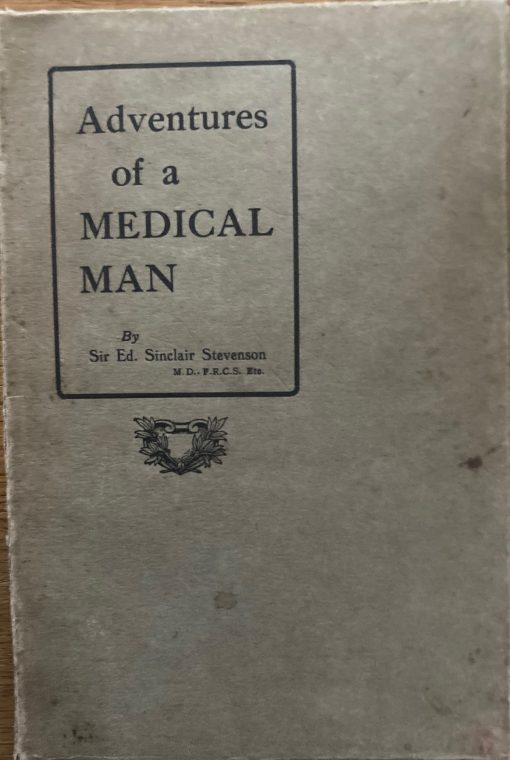 Adventures
of a
MEDICAL
MAN
By
Sir Ed. Sinclair Stevenson
M.D., F.R.C.S. Etc.